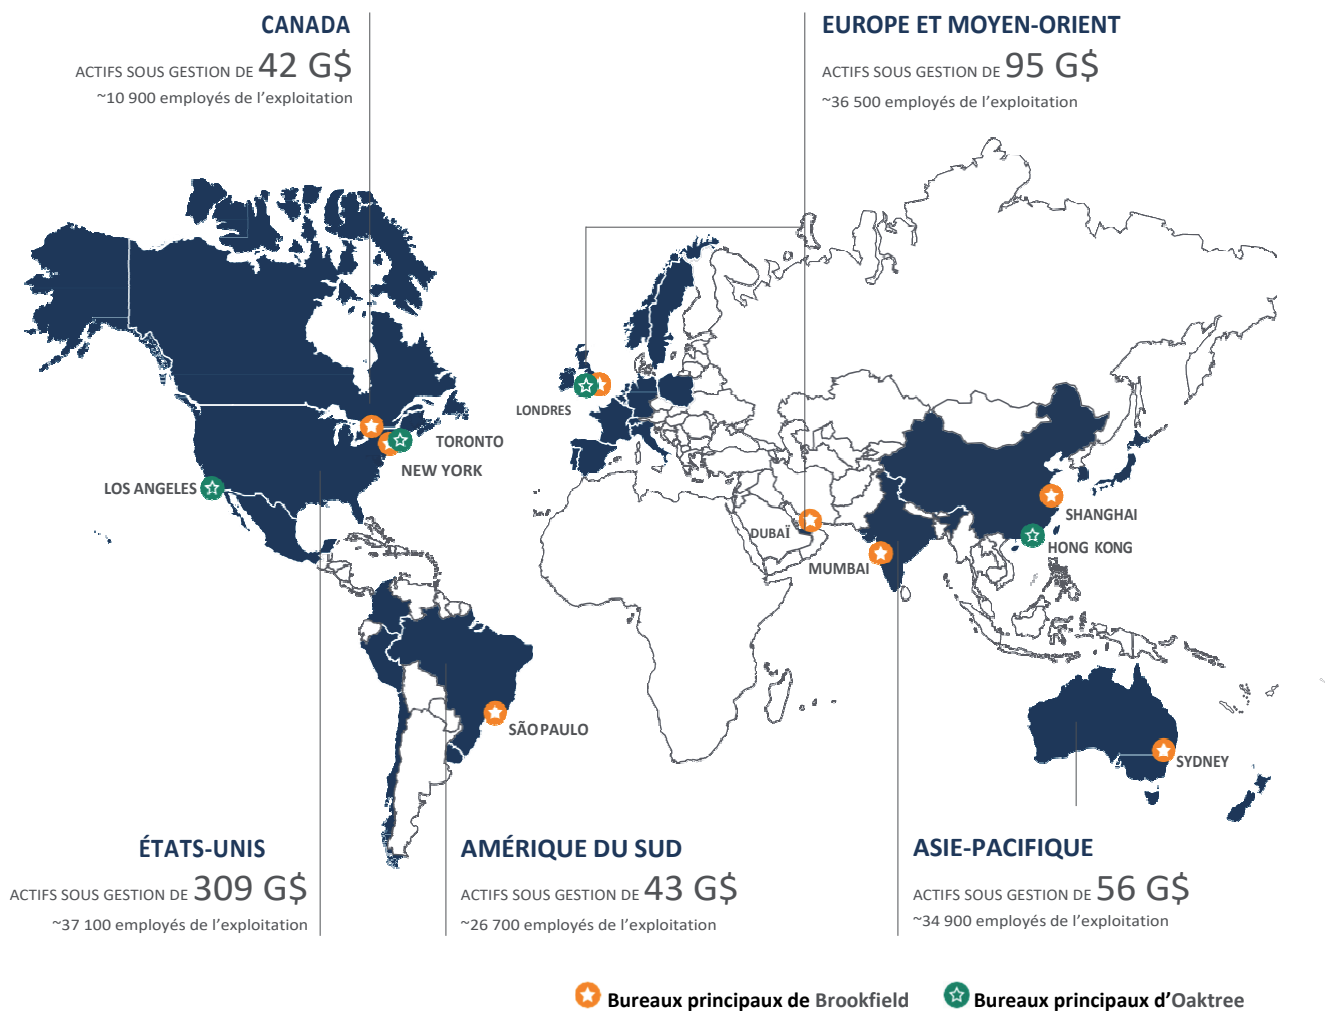 CANADA
ACTIFS SOUS GESTION DE 42 G$
~10 900 employés de l’exploitation
EUROPE ET MOYEN-ORIENT
ACTIFS SOUS GESTION DE 95 G$
~36 500 employés de l’exploitation
LONDRES
TORONTO
NEW YORK
LOS ANGELES
SHANGHAI
DUBAÏ
HONG KONG
MUMBAI
SÃO PAULO
SYDNEY
ÉTATS-UNIS
ACTIFS SOUS GESTION DE 309 G$
~37 100 employés de l’exploitation
AMÉRIQUE DU SUD
ACTIFS SOUS GESTION DE 43 G$
~26 700 employés de l’exploitation
ASIE-PACIFIQUE
ACTIFS SOUS GESTION DE 56 G$
~34 900 employés de l’exploitation
Bureaux principaux de Brookfield
Bureaux principaux d’Oaktree